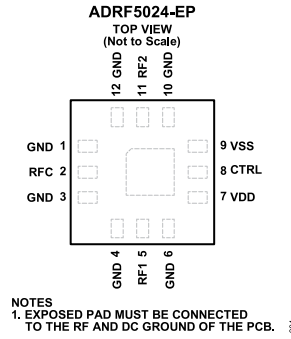 ADRF5024-EP
TOP VIEW
(Not to Scale)
12 GND
11 RF2
10 GND
GND 1
RFC 2
GND 3
9 VSS
8 CTRL
7 VDD
GND 4
RF1 5
GND 6
NOTES
1. EXPOSED PAD MUST BE CONNECTED
TO THE RF AND DC GROUND OF THE PCB.